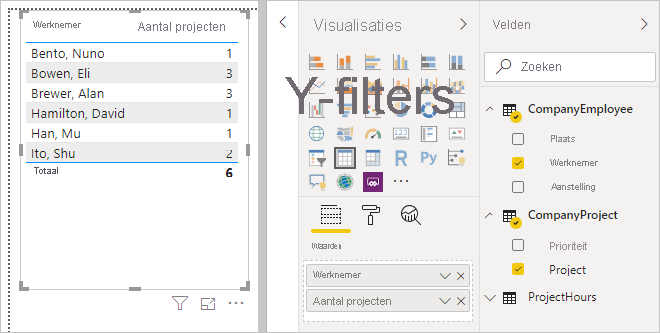 Werknemer Aantal projecten
Bento, Nuno 1
Bowen, Eli 3
Brewer, Alan 3
Hamilton, David 1
Han, Mu 1
Ito, Shu 2
Totaal 6
Visualisaties
Y-filters
R Py
123
Waarden
Werknemer
Aantal projecten
Velden
Zoeken
CompanyEmployee
Plaats
Werknemer
Aanstelling
CompanyProject
Prioriteit
Project
ProjectHours